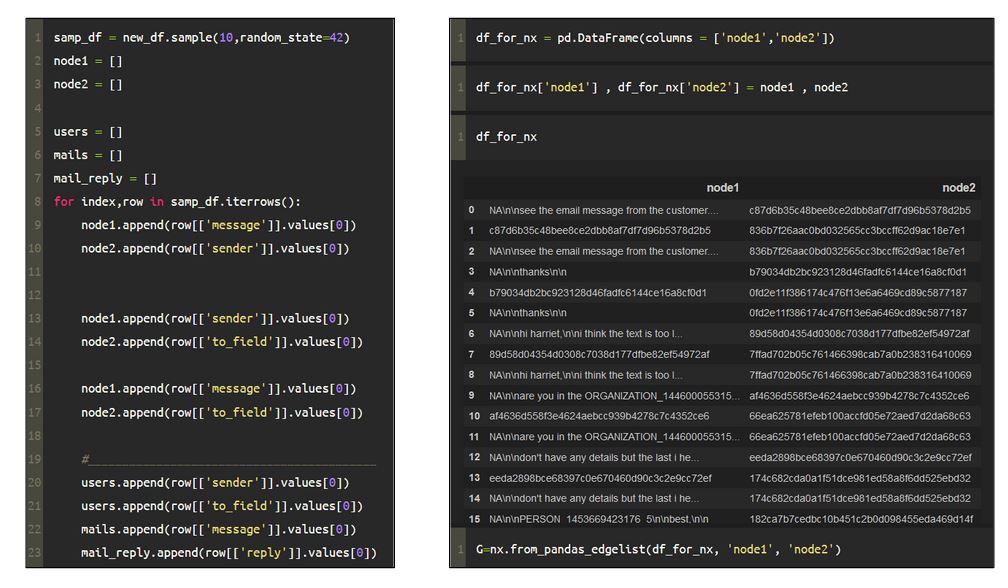 1 samp_df = new_df.sample(10,random_state=42)
2 node1 = []
3 node2 = []
4
5 users = []
6 mails = []
7 mail_reply = []
8 for index,row in samp_df.iterrows():
9 node1.append(row[['message']].values[0])
10 node2.append(row[['sender']].values[0])
11
12
13 node1.append(row[['sender']].values[0])
14 node2.append(row[['to_field']].values[0])
15
16 node1.append(row[['message']].values[0])
17 node2.append(row[['to_field']].values[0])
18
19 #___________________________________________
20 users.append(row[['sender']].values[0])
21 users.append(row[['to_field']].values[0])
22 mails.append(row[['message']].values[0])
23 mail_reply.append(row[['reply']].values[0])
1 df_for_nx = pd.DataFrame(columns = ['node1','node2'])
1 df_for_nx['node1'] , df_for_nx['node2'] = node1 , node2
1 df_for_nx
node1 node2
0 NA\n\nsee the email message from the customer.... c87d6b35c48bee8ce2dbb8af7df7d96b5378d2b5
1 c87d6b35c48bee8ce2dbb8af7df7d96b5378d2b5 836b7f26aac0bd032565cc3bccff62d9ac18e7e1
2 NA\n\nsee the email message from the customer.... 836b7f26aac0bd032565cc3bccff62d9ac18e7e1
3 NA\n\nthanks\n\n b79034db2bc923128d46fadfc6144ce16a8cf0d1
4 b79034db2bc923128d46fadfc6144ce16a8cf0d1 0fd2e11f386174c476f13e6a6469cd89c5877187
5 NA\n\nthanks\n\n 0fd2e11f386174c476f13e6a6469cd89c5877187
6 NA\n\nhi harriet,\n\ni think the text is too l... 89d58d04354d0308c7038d177dfbe82ef54972af
7 89d58d04354d0308c7038d177dfbe82ef54972af 7ffad702b05c761466398cab7a0b238316410069
8 NA\n\nhi harriet,\n\ni think the text is too l... 7ffad702b05c761466398cab7a0b238316410069
9 NA\n\nare you in the ORGANIZATION_144600055315... af4636d558f3e4624aebcc939b4278c7c4352ce6
10 af4636d558f3e4624aebcc939b4278c7c4352ce6 66ea625781efeb100accfd05e72aed7d2da68c63
11 NA\n\nare you in the ORGANIZATION_144600055315... 66ea625781efeb100accfd05e72aed7d2da68c63
12 NA\n\ndon't have any details but the last i he... eeda2898bce68397c0e670460d90c3c2e9cc72ef
13 eeda2898bce68397c0e670460d90c3c2e9cc72ef 174c682cda0a1f51dce981ed58a8f6dd525ebd32
14 NA\n\ndon't have any details but the last i he... 174c682cda0a1f51dce981ed58a8f6dd525ebd32
15 NA\n\nPERSON_1453669423176_5\n\nbest,\n\n 182ca7b7cedbc10b451c2b0d098455eda469d14f
1 G=nx.from_pandas_edgelist(df_for_nx, 'node1', 'node2')